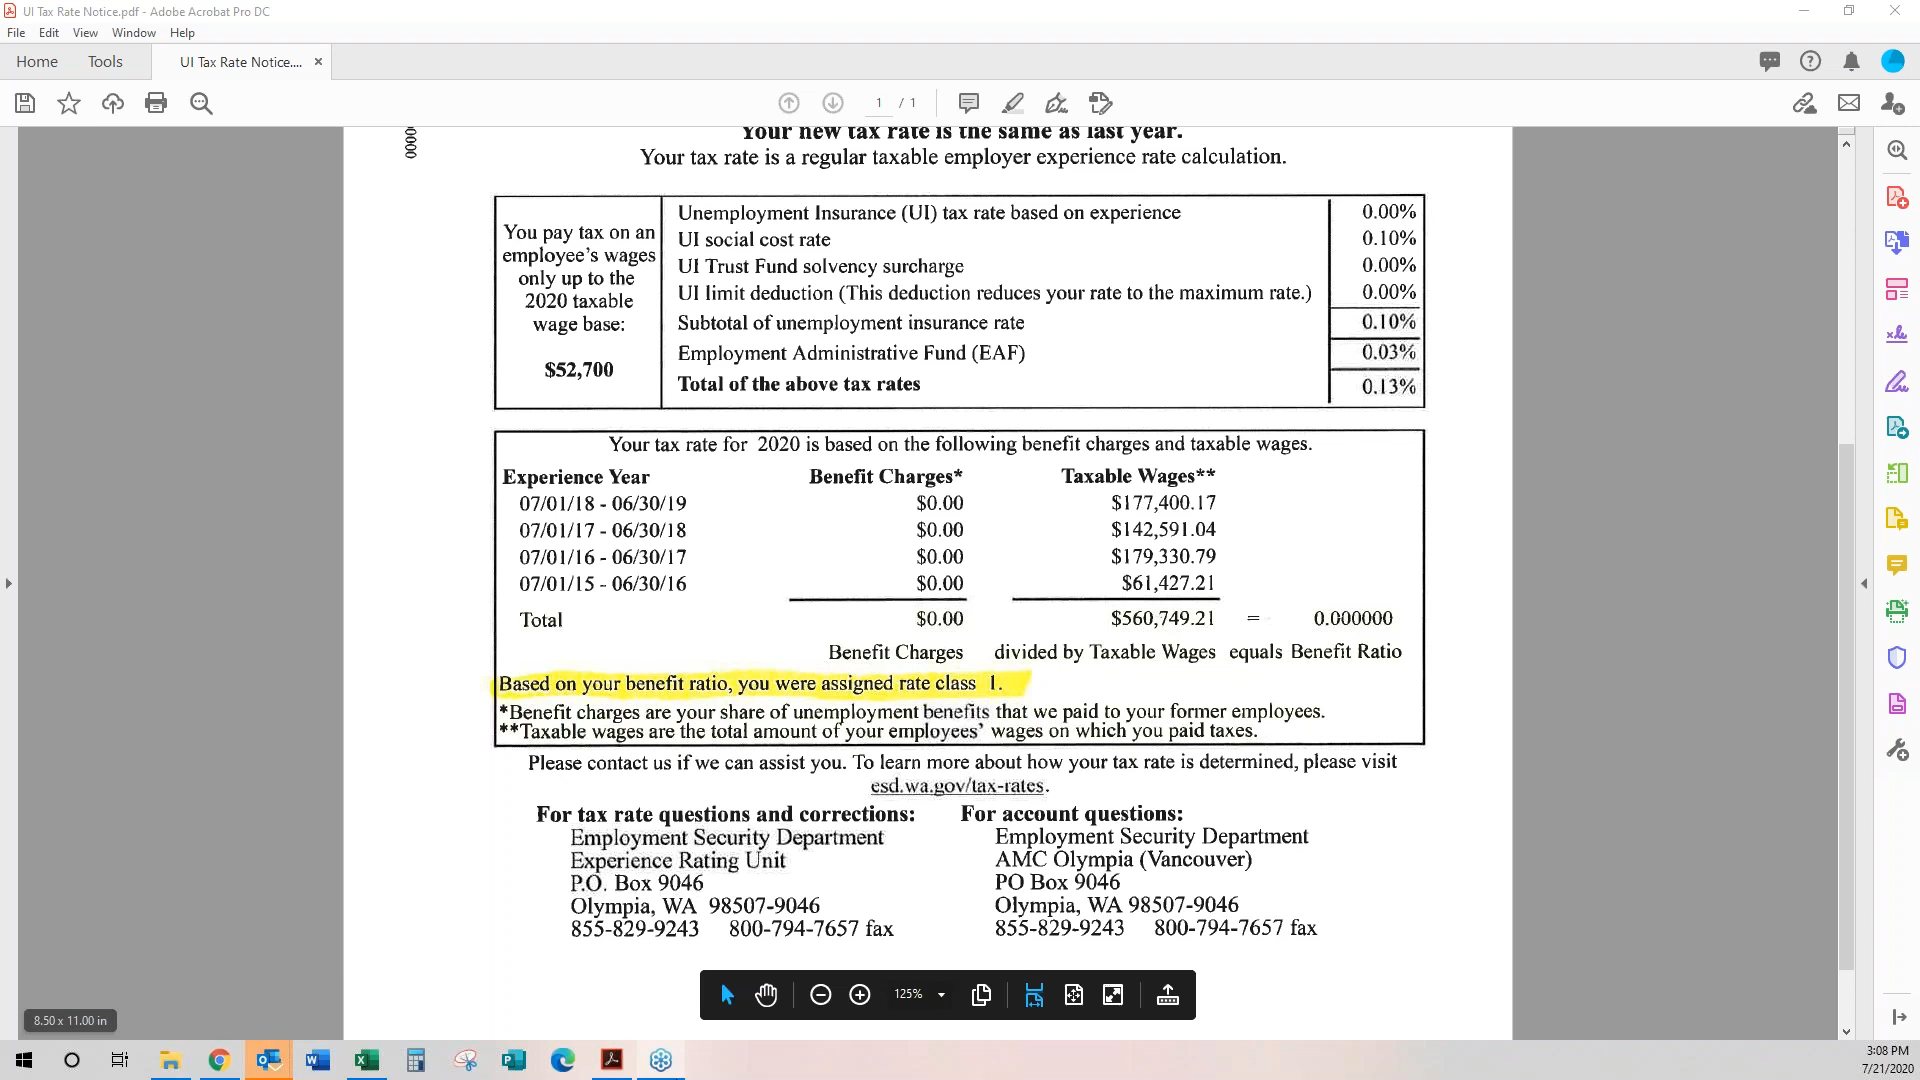 UI Tax Rate Notice.pdf - Adobe Acrobat Pro DC
File Edit View Window Help
Home Tools UI Tax Rate Notice.... ×
1 / 1
0000
Your new tax rate is the same as last year.
Your tax rate is a regular taxable employer experience rate calculation.
You pay tax on an
employee's wages
only up to the
2020 taxable
wage base:
$52,700
Unemployment Insurance (UI) tax rate based on experience 0.00%
UI social cost rate 0.10%
UI Trust Fund solvency surcharge 0.00%
UI limit deduction (This deduction reduces your rate to the maximum rate.) 0.00%
Subtotal of unemployment insurance rate 0.10%
Employment Administrative Fund (EAF) 0.03%
Total of the above tax rates 0.13%
Your tax rate for 2020 is based on the following benefit charges and taxable wages.
Experience Year Benefit Charges* Taxable Wages**
07/01/18 - 06/30/19 $0.00 $177,400.17
07/01/17 - 06/30/18 $0.00 $142,591.04
07/01/16 - 06/30/17 $0.00 $179,330.79
07/01/15 - 06/30/16 $0.00 $61,427.21
Total $0.00 $560,749.21 = 0.000000
Benefit Charges divided by Taxable Wages equals Benefit Ratio
Based on your benefit ratio, you were assigned rate class 1.
*Benefit charges are your share of unemployment benefits that we paid to your former employees.
**Taxable wages are the total amount of your employees' wages on which you paid taxes.
Please contact us if we can assist you. To learn more about how your tax rate is determined, please visit
esd.wa.gov/tax-rates.
For tax rate questions and corrections:
Employment Security Department
Experience Rating Unit
P.O. Box 9046
Olympia, WA 98507-9046
855-829-9243 800-794-7657 fax
For account questions:
Employment Security Department
AMC Olympia (Vancouver)
PO Box 9046
Olympia, WA 98507-9046
855-829-9243 800-794-7657 fax
125%
8.50 x 11.00 in
3:08 PM
7/21/2020